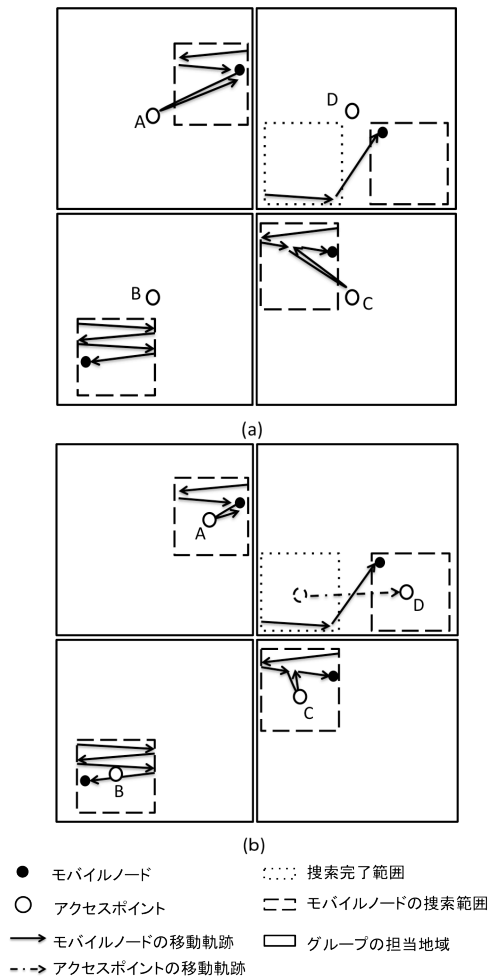 A
D
B
C
(a)
A
D
B
C
(b)
モバイルノード
捜索完了範囲
アクセスポイント
モバイルノードの捜索範囲
モバイルノードの移動軌跡
グループの担当地域
アクセスポイントの移動軌跡